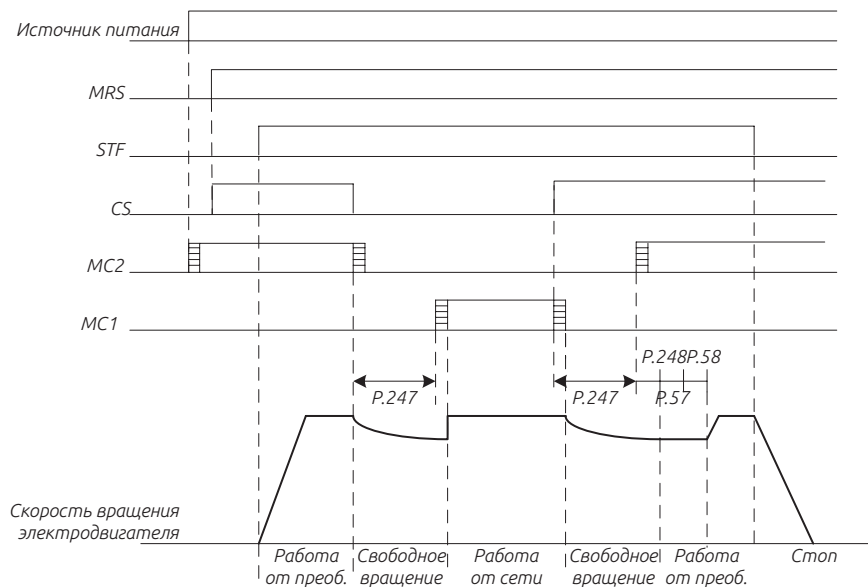 Источник питания
MRS
STF
CS
MC2
MC1
P.248 P.58
P.247
P.247
P.57
Скорость вращения
электродвигателя
Работа
от преоб.
Свободное
вращение
Работа
от сети
Свободное
вращение
Работа
от преоб.
Стоп